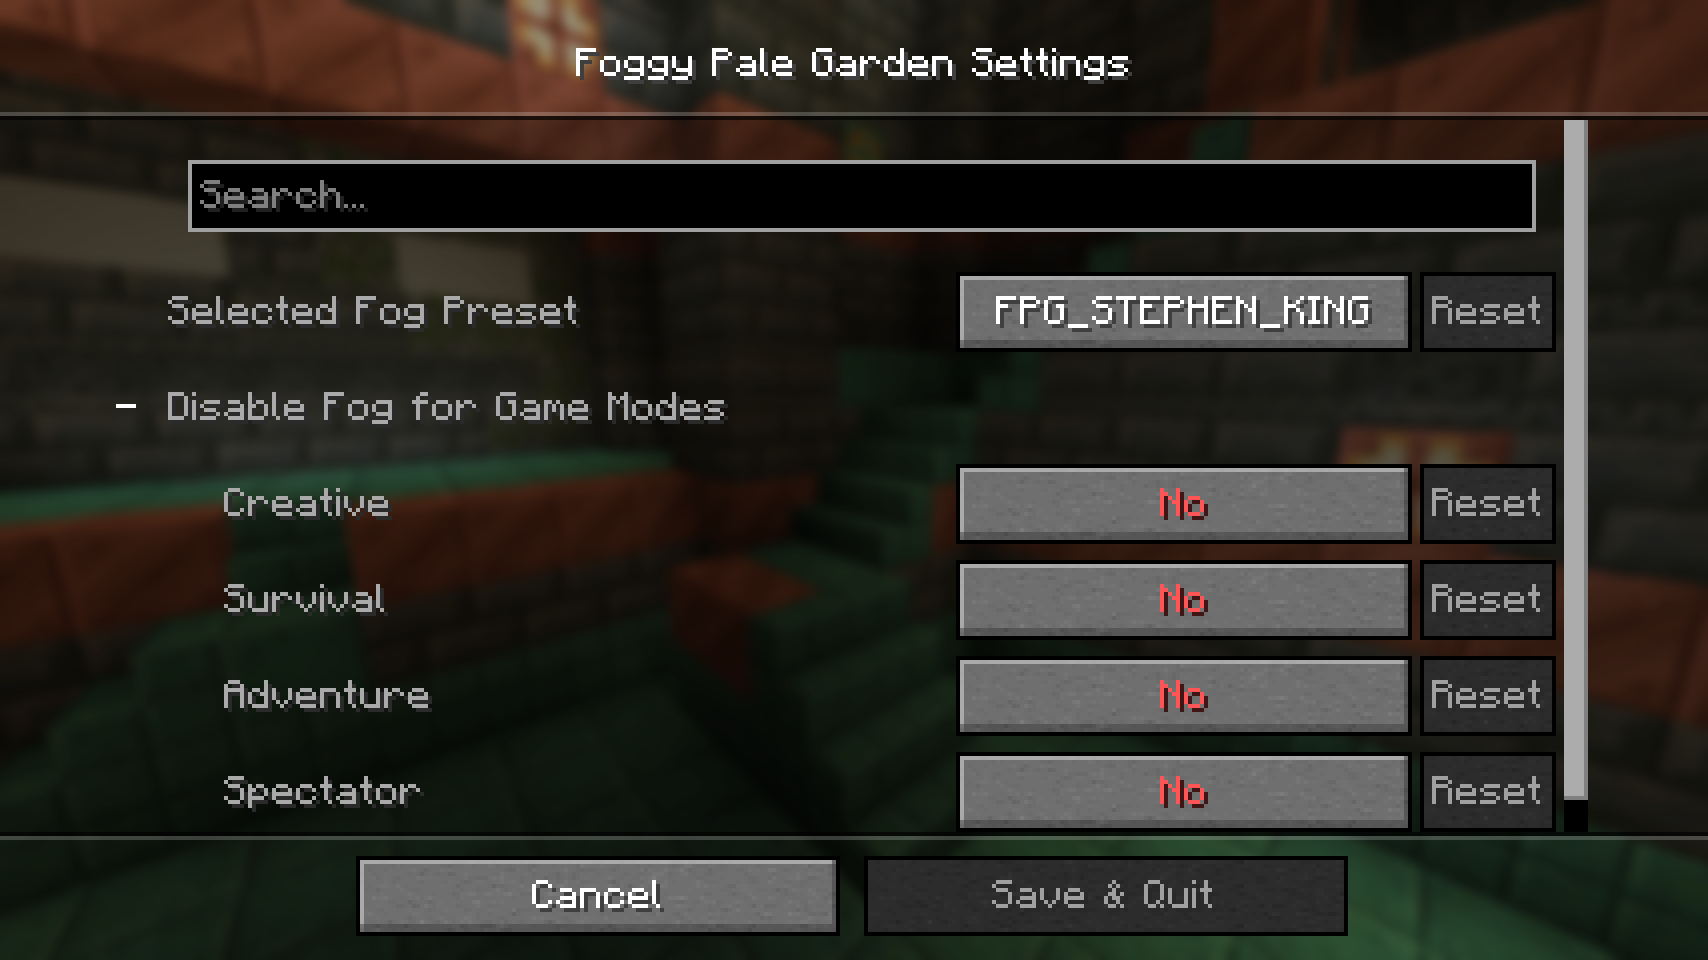 Foggy Pale Garden Settings
Search...
Selected Fog Preset FPG_STEPHEN_KING Reset
– Disable Fog for Game Modes
Creative No Reset
Survival No Reset
Adventure No Reset
Spectator No Reset
Cancel Save & Quit